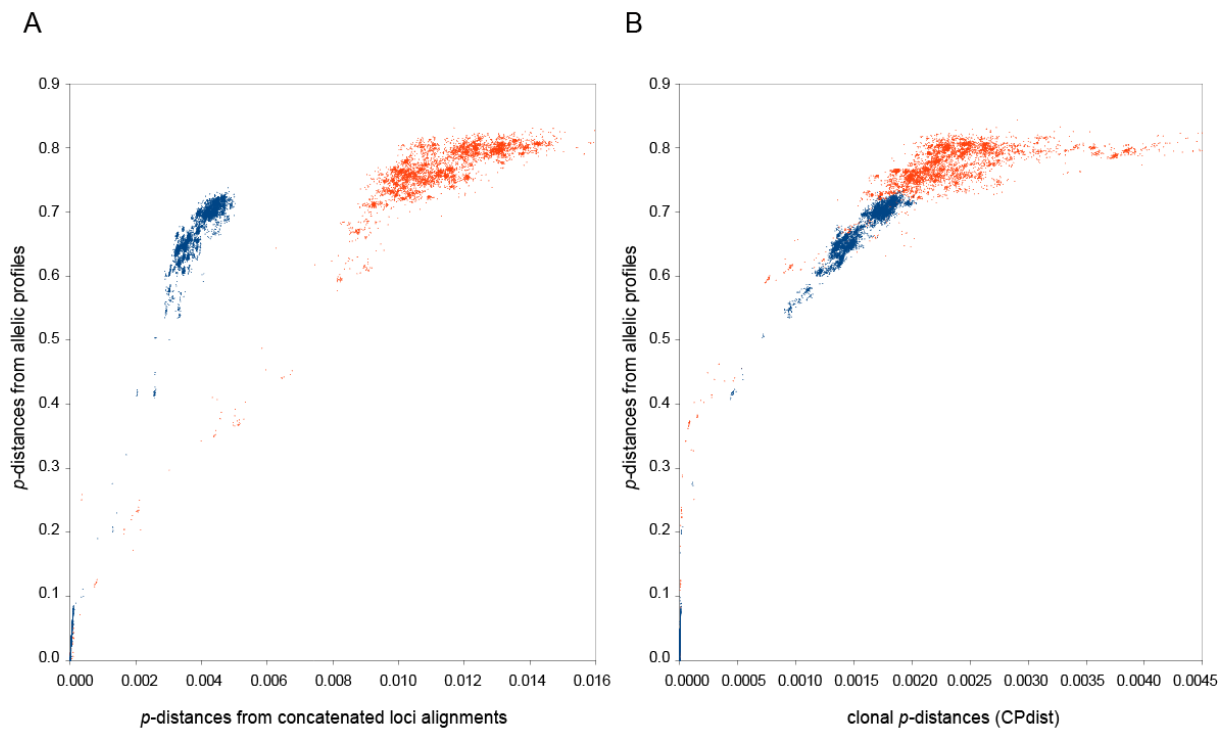 A
B
0.9
0.8
0.7
0.6
0.5
0.4
0.3
0.2
0.1
0.0
p-distances from allelic profiles
0.000 0.002 0.004 0.006 0.008 0.010 0.012 0.014 0.016
p-distances from concatenated loci alignments
0.9
0.8
0.7
0.6
0.5
0.4
0.3
0.2
0.1
0.0
p-distances from allelic profiles
0.0000 0.0005 0.0010 0.0015 0.0020 0.0025 0.0030 0.0035 0.0040 0.0045
clonal p-distances (CPdist)